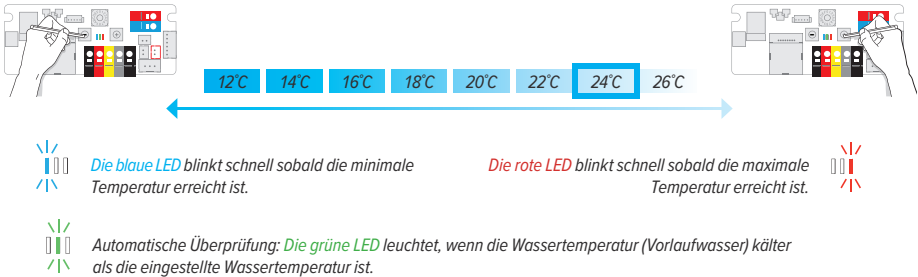 12°C 14°C 16°C 18°C 20°C 22°C 24°C 26°C
Die blaue LED blinkt schnell sobald die minimale
Temperatur erreicht ist.
Die rote LED blinkt schnell sobald die maximale
Temperatur erreicht ist.
Automatische Überprüfung: Die grüne LED leuchtet, wenn die Wassertemperatur (Vorlaufwasser) kälter
als die eingestellte Wassertemperatur ist.